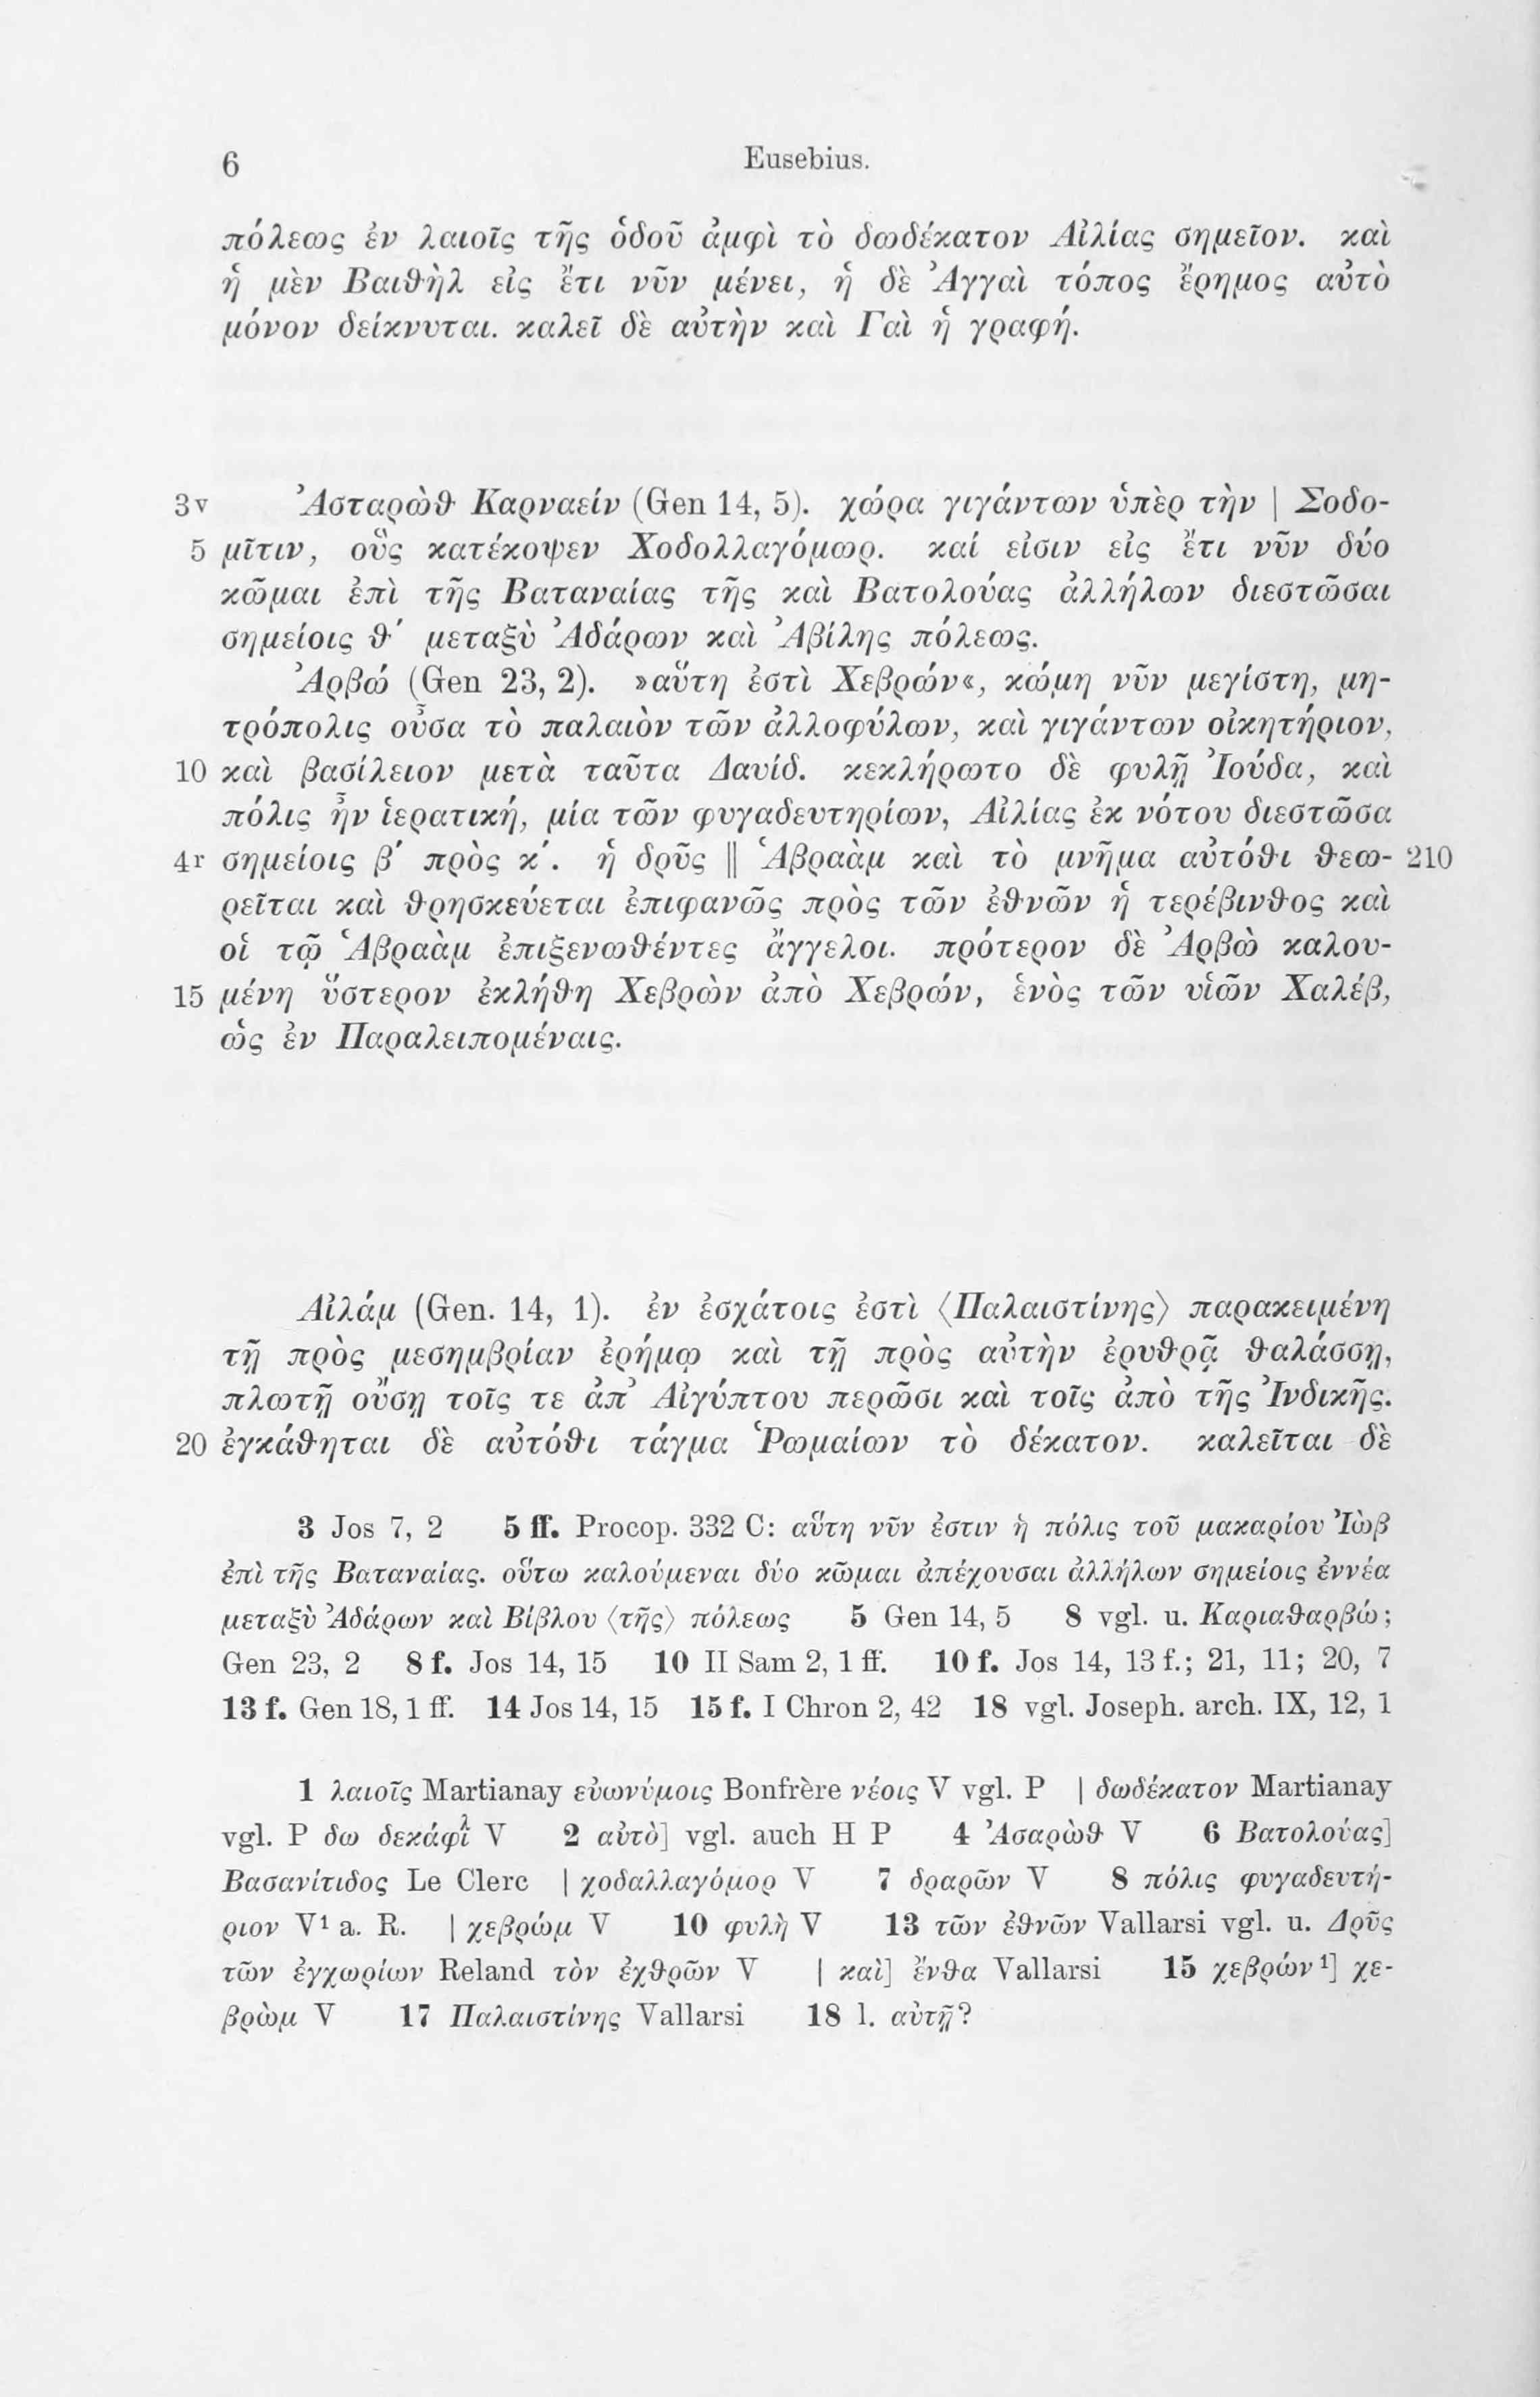 6 Eusebius.
πόλεως ἐν λαιοῖς τῆς ὁδοῦ ἀμφὶ τὸ δωδέκατον Αἰλίας σημεῖον. καὶ
ἡ μὲν Βαιθὴλ εἰς ἔτι νῦν μένει, ἡ δὲ Ἀγγαὶ τόπος ἔρημος αὐτὸ
μόνον δείκνυται. καλεῖ δὲ αὐτὴν καὶ Γαὶ ἡ γραφή.
3v Ἀσταρὼθ Καρναείν (Gen 14, 5). χώρα γιγάντων ὑπὲρ τὴν | Σοδο-
5 μῖτιν, οὓς κατέκοψεν Χοδολλαγόμωρ. καί εἰσιν εἰς ἔτι νῦν δύο
κῶμαι ἐπὶ τῆς Βαταναίας τῆς καὶ Βατολούας ἀλλήλων διεστῶσαι
σημείοις θ´ μεταξὺ Ἀδάρων καὶ Ἀβίλης πόλεως.
Ἀρβώ (Gen 23, 2). »αὕτη ἐστὶ Χεβρών«, κώμη νῦν μεγίστη, μη-
τρόπολις οὖσα τὸ παλαιὸν τῶν ἀλλοφύλων, καὶ γιγάντων οἰκητήριον,
10 καὶ βασίλειον μετὰ ταῦτα Δαυίδ. κεκλήρωτο δὲ φυλῇ Ἰούδα, καὶ
πόλις ἦν ἱερατική, μία τῶν φυγαδευτηρίων, Αἰλίας ἐκ νότου διεστῶσα
4r σημείοις β´ πρὸς κ´. ἡ δρῦς || Ἀβραὰμ καὶ τὸ μνῆμα αὐτόθι θεω- 210
ρεῖται καὶ θρησκεύεται ἐπιφανῶς πρὸς τῶν ἐθνῶν ἡ τερέβινθος καὶ
οἱ τῷ Ἁβραὰμ ἐπιξενωθέντες ἄγγελοι. πρότερον δὲ Ἀρβὼ καλου-
15 μένη ὕστερον ἐκλήθη Χεβρὼν ἀπὸ Χεβρών, ἑνὸς τῶν υἱῶν Χαλέβ,
ὡς ἐν Παραλειπομέναις.
Αἰλάμ (Gen. 14, 1). ἐν ἐσχάτοις ἐστὶ ⟨Παλαιστίνης⟩ παρακειμένη
τῇ πρὸς μεσημβρίαν ἐρήμῳ καὶ τῇ πρὸς αὐτὴν ἐρυθρᾷ θαλάσσῃ,
πλωτῇ οὔσῃ τοῖς τε ἀπ’ Αἰγύπτου περῶσι καὶ τοῖς ἀπὸ τῆς Ἰνδικῆς.
20 ἐγκάθηται δὲ αὐτόθι τάγμα Ῥωμαίων τὸ δέκατον. καλεῖται δὲ
3 Jos 7, 2 5 ff. Procop. 332 C: αὕτη νῦν ἐστιν ἡ πόλις τοῦ μακαρίου Ἰὼβ
ἐπὶ τῆς Βαταναίας. οὕτω καλούμεναι δύο κῶμαι ἀπέχουσαι ἀλλήλων σημείοις ἐννέα
μεταξὺ Ἀδάρων καὶ Βίβλου ⟨τῆς⟩ πόλεως 5 Gen 14, 5 8 vgl. u. Καριαθαρβώ;
Gen 23, 2 8 f. Jos 14, 15 10 II Sam 2, 1 ff. 10 f. Jos 14, 13 f.; 21, 11; 20, 7
13 f. Gen 18, 1 ff. 14 Jos 14, 15 15 f. I Chron 2, 42 18 vgl. Joseph. arch. IX, 12, 1
1 λαιοῖς Martianay εὐωνύμοις Bonfrère νέοις V vgl. P | δωδέκατον Martianay
vgl. P δω δεκάφῖ V 2 αὐτὸ] vgl. auch H P 4 Ἀσαρὼθ V 6 Βατολούας]
Βασανίτιδος Le Clerc | χοδαλλαγόμορ V 7 δραρῶν V 8 πόλις φυγαδευτή-
ριον V¹ a. R. | χεβρώμ V 10 φυλὴ V 13 τῶν ἐθνῶν Vallarsi vgl. u. Δρῦς
τῶν ἐγχωρίων Reland τὸν ἐχθρῶν V | καὶ] ἔνθα Vallarsi 15 χεβρών ¹] χε-
βρὼμ V 17 Παλαιστίνης Vallarsi 18 l. αὐτῇ?